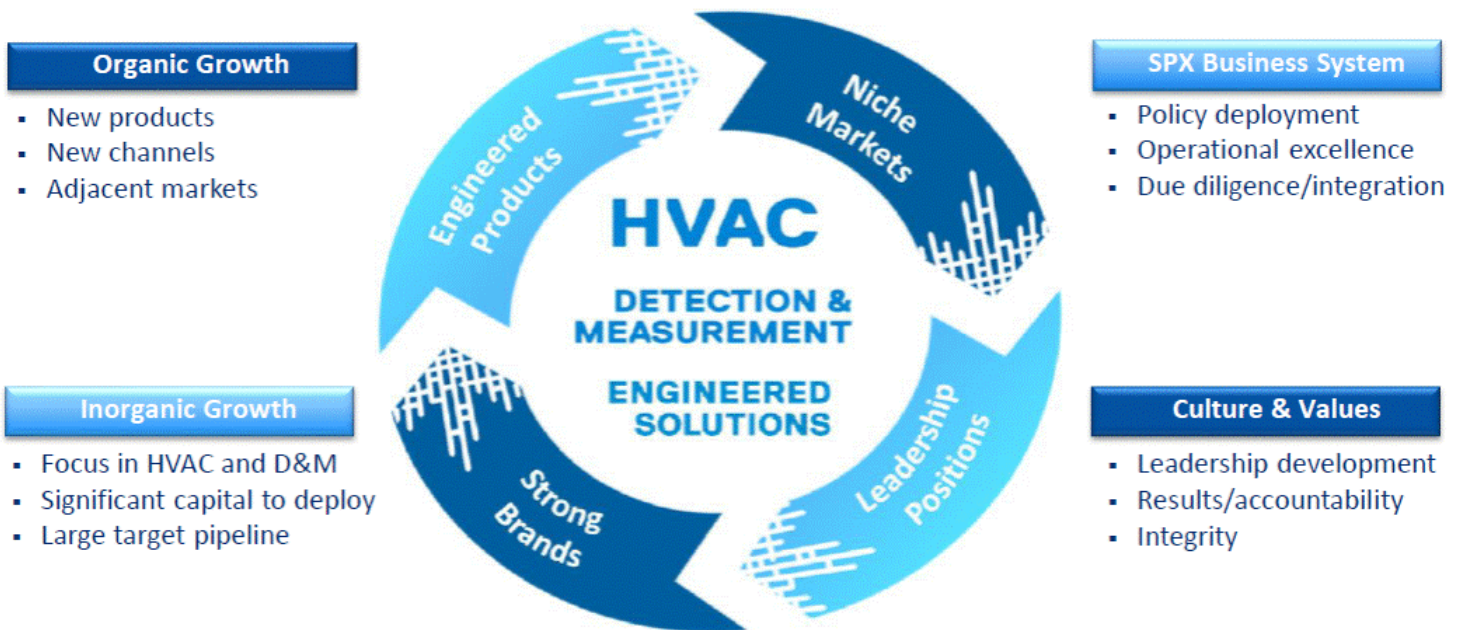 Organic Growth
▪ New products
▪ New channels
▪ Adjacent markets
Inorganic Growth
▪ Focus in HVAC and D&M
▪ Significant capital to deploy
▪ Large target pipeline
Engineered
Products
Niche
Markets
Leadership
Positions
Strong
Brands
HVAC
DETECTION &
MEASUREMENT
ENGINEERED
SOLUTIONS
SPX Business System
▪ Policy deployment
▪ Operational excellence
▪ Due diligence/integration
Culture & Values
▪ Leadership development
▪ Results/accountability
▪ Integrity